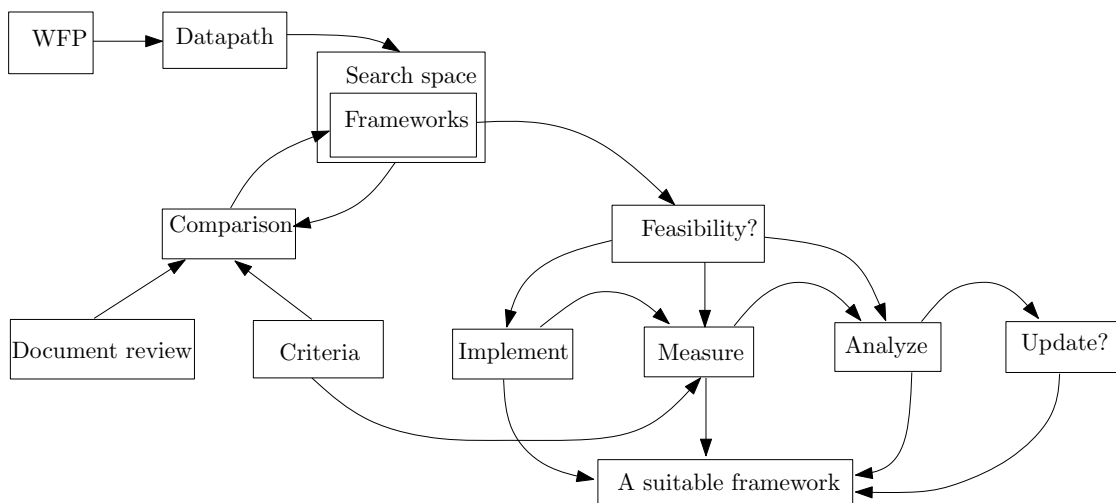 WFP
Datapath
Search space
Frameworks
Comparison
Feasibility?
Document review
Criteria
Implement
Measure
Analyze
Update?
A suitable framework